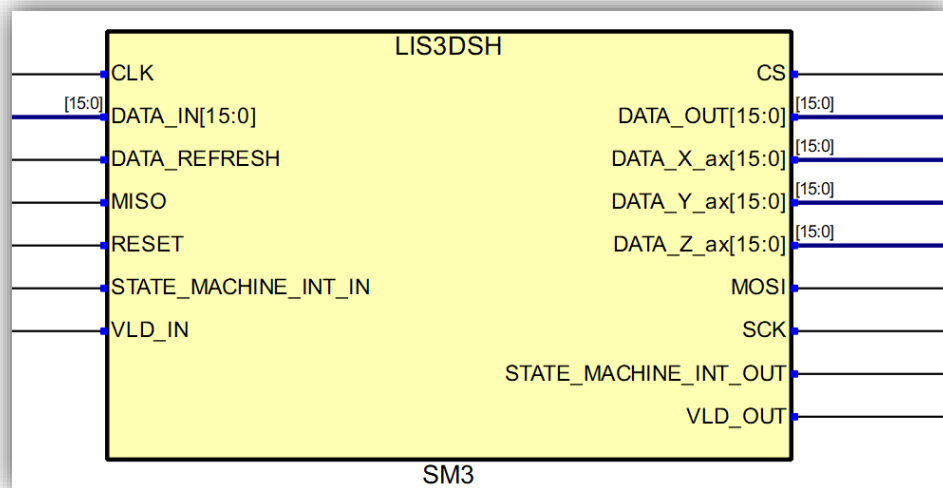 LIS3DSH
CLK
CS
[15:0]
DATA_IN[15:0]
DATA_OUT[15:0]
[15:0]
DATA_REFRESH
DATA_X_ax[15:0]
[15:0]
MISO
DATA_Y_ax[15:0]
[15:0]
RESET
DATA_Z_ax[15:0]
[15:0]
STATE_MACHINE_INT_IN
MOSI
VLD_IN
SCK
STATE_MACHINE_INT_OUT
VLD_OUT
SM3